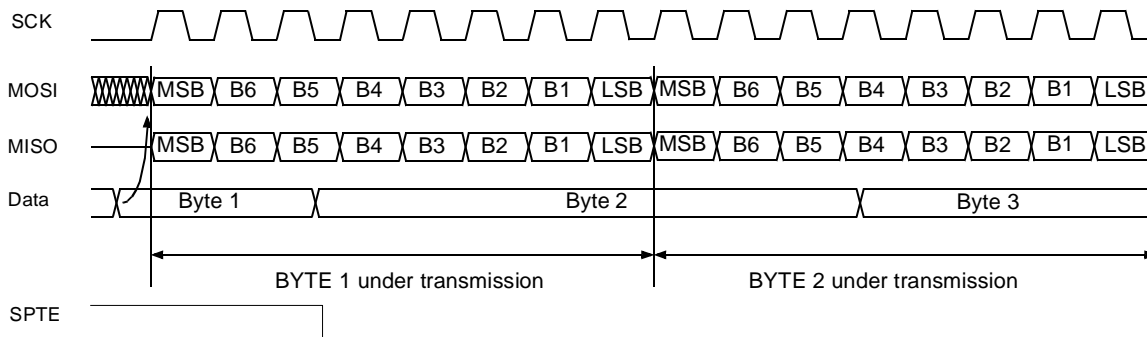 SCK
MOSI MSB B6 B5 B4 B3 B2 B1 LSB MSB B6 B5 B4 B3 B2 B1 LSB
MISO MSB B6 B5 B4 B3 B2 B1 LSB MSB B6 B5 B4 B3 B2 B1 LSB
Data Byte 1 Byte 2 Byte 3
BYTE 1 under transmission BYTE 2 under transmission
SPTE